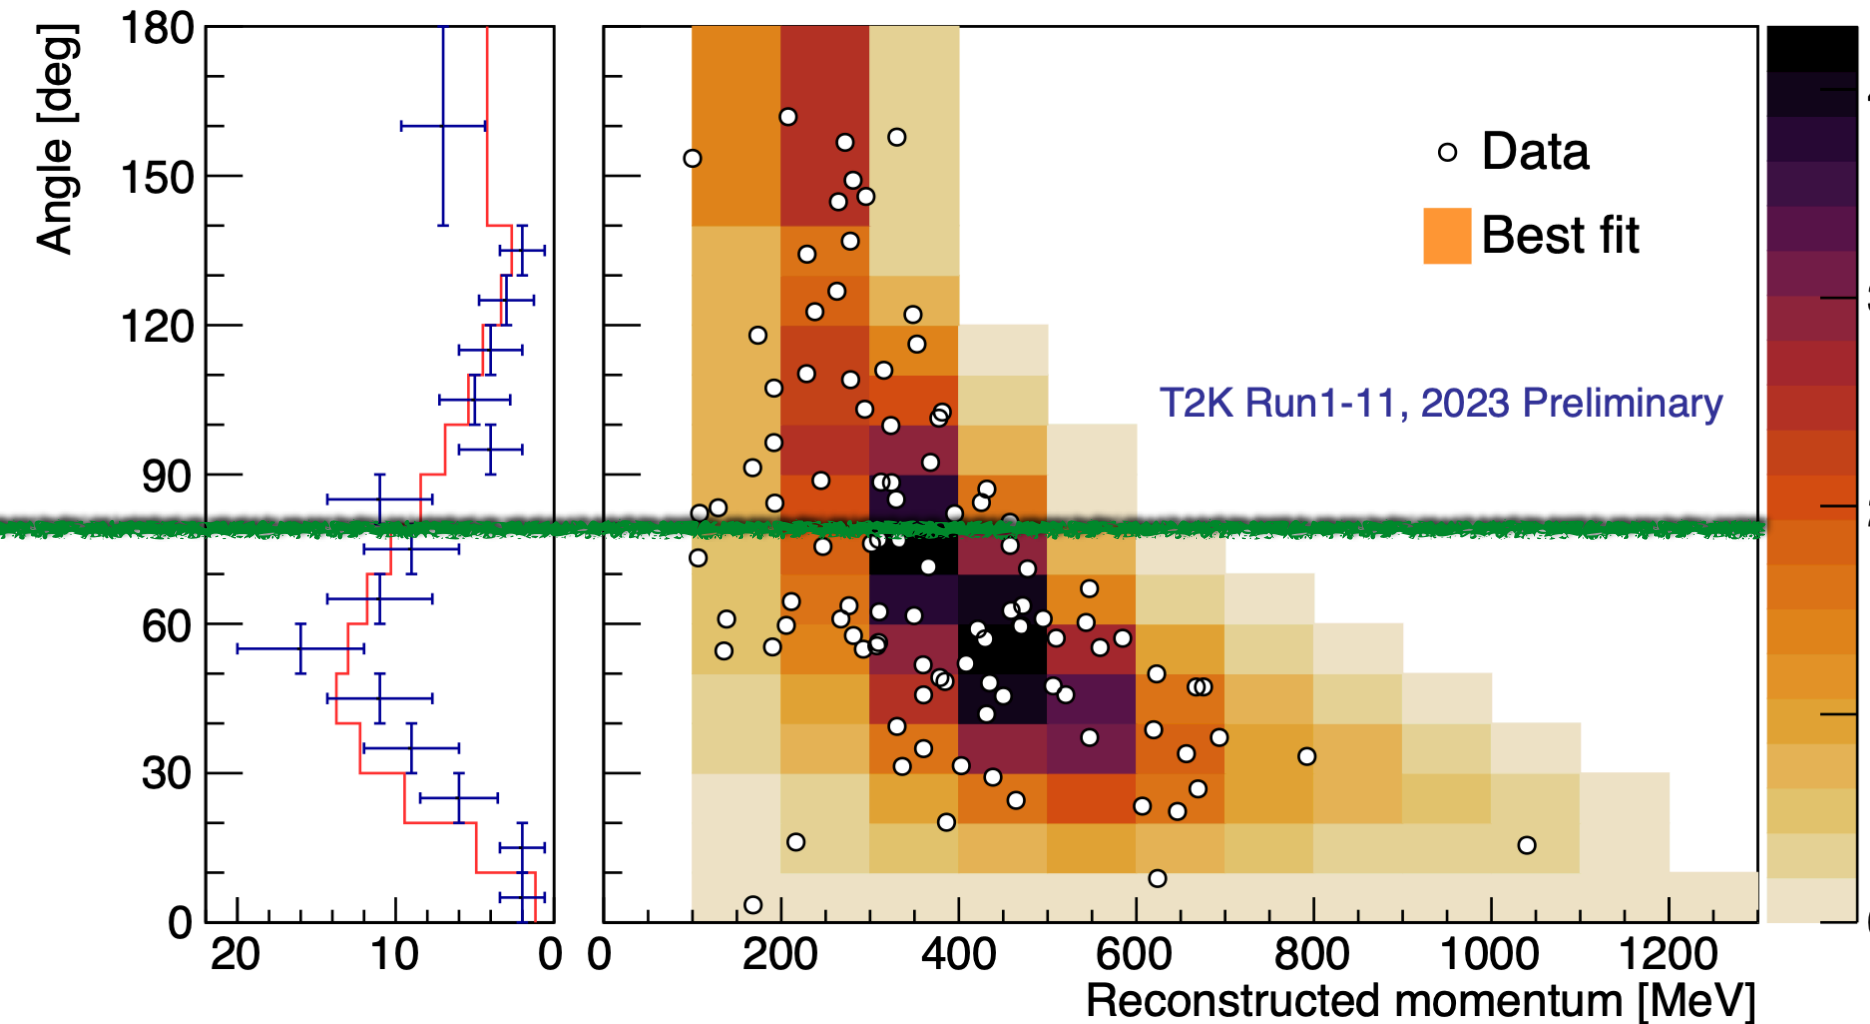 Angle [deg]
180
150
120
90
60
30
0
20 10 0
0 200 400 600 800 1000 1200
Reconstructed momentum [MeV]
Data
Best fit
T2K Run1-11, 2023 Preliminary